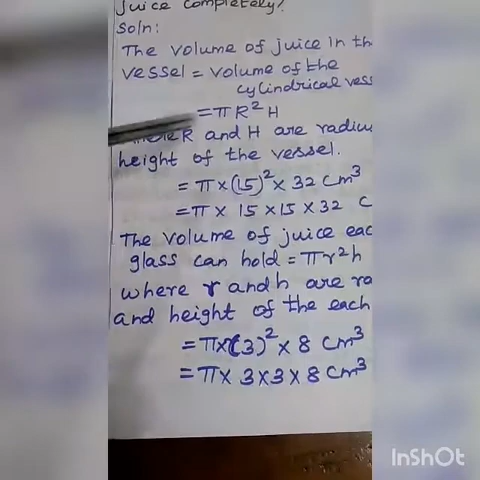 Juice completely?
Soln:
The volume of juice in th
vessel = volume of the
cylindrical vess
= π R² H
R and H are radiu
height of the vessel.
= π × (15)² × 32 cm³
= π × 15 × 15 × 32 c
The volume of juice eac
glass can hold = πr²h
where r and h are ra
and height of the each
= π×(3)² × 8 cm³
= π× 3×3×8 cm³
InShOt